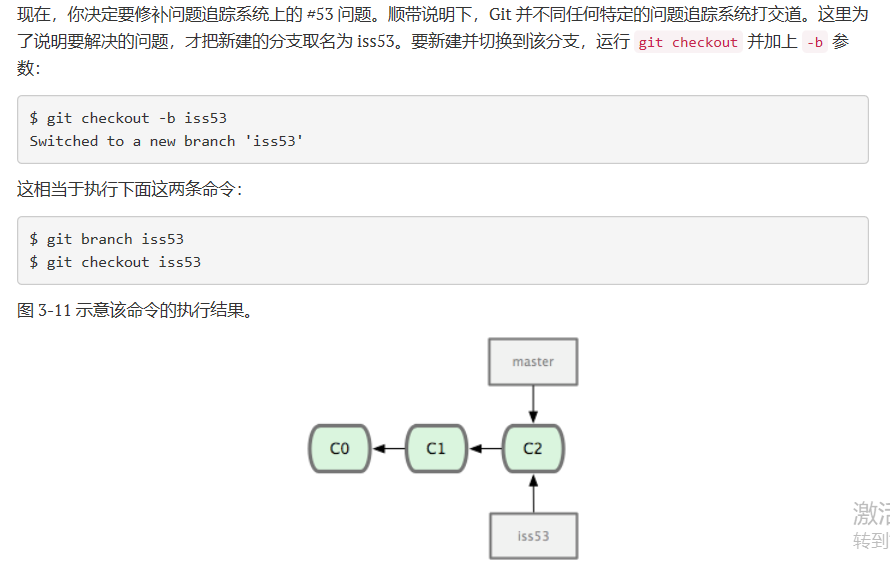 现在，你决定要修补问题追踪系统上的 #53 问题。顺带说明下，Git 并不同任何特定的问题追踪系统打交道。这里为
了说明要解决的问题，才把新建的分支取名为 iss53。要新建并切换到该分支，运行 git checkout 并加上 -b 参
数：
$ git checkout -b iss53
Switched to a new branch 'iss53'
这相当于执行下面这两条命令：
$ git branch iss53
$ git checkout iss53
图 3-11 示意该命令的执行结果。
master
C0 C1 C2
iss53
激活
转到